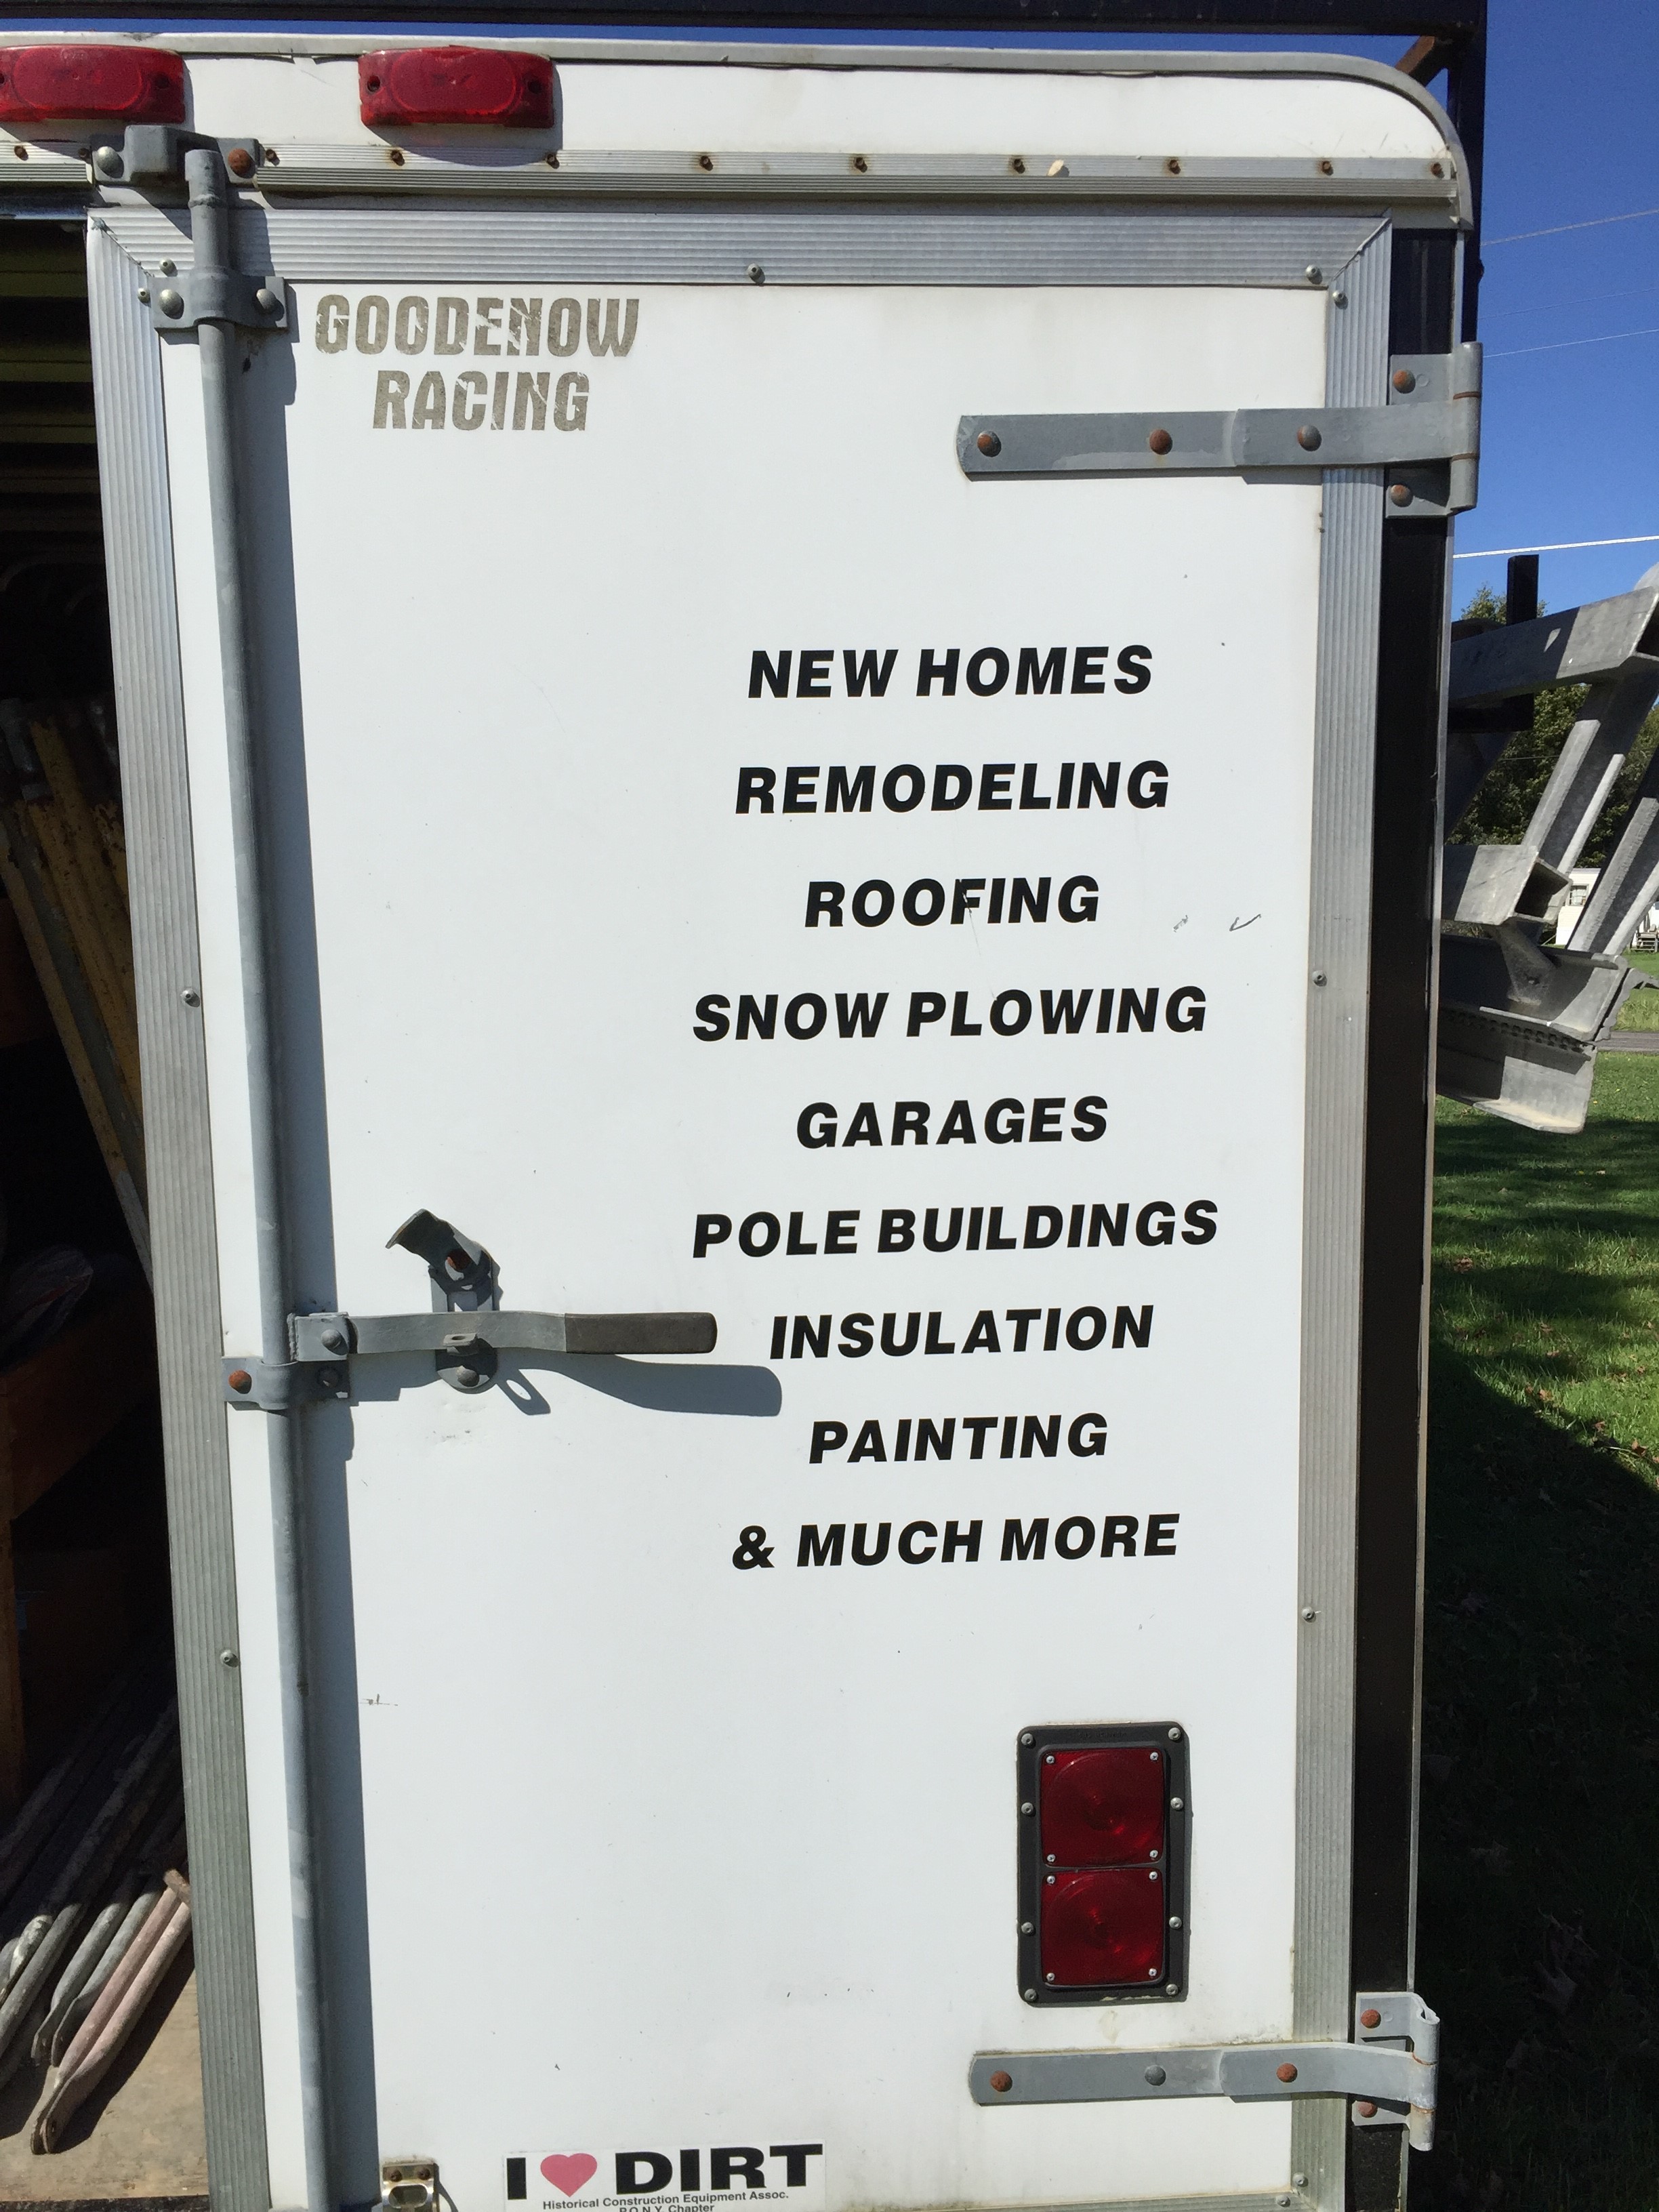 GOODENOW
RACING
NEW HOMES
REMODELING
ROOFING
SNOW PLOWING
GARAGES
POLE BUILDINGS
INSULATION
PAINTING
& MUCH MORE
I ❤ DIRT
Historical Construction Equipment Assoc.
P.O.N.Y. Chapter